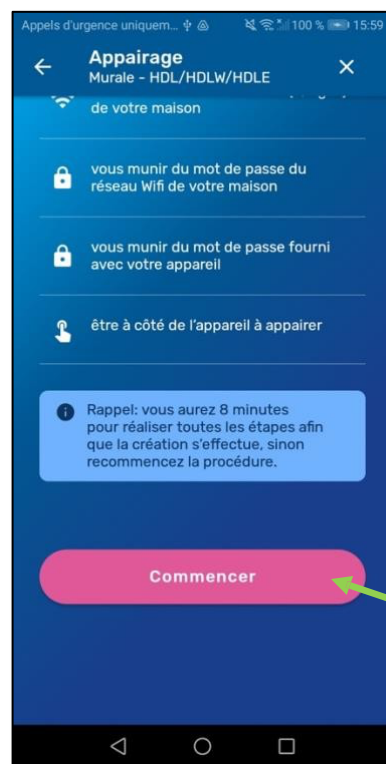 Appels d'urgence uniquem... 100 % 15:59
Appairage
Murale - HDL/HDLW/HDLE
de votre maison
vous munir du mot de passe du
réseau Wifi de votre maison
vous munir du mot de passe fourni
avec votre appareil
être à côté de l'appareil à appairer
Rappel: vous aurez 8 minutes
pour réaliser toutes les étapes afin
que la création s'effectue, sinon
recommencez la procédure.
Commencer